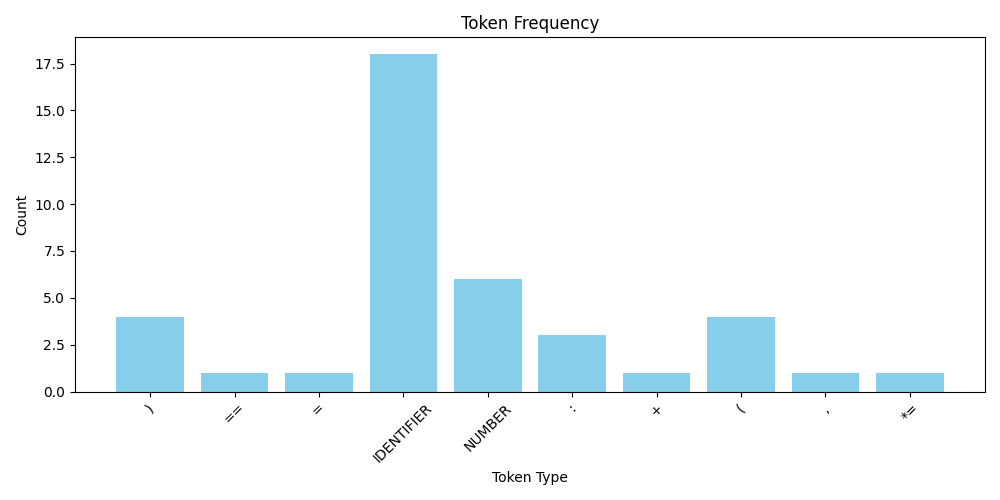 Token Frequency
Count
17.5
15.0
12.5
10.0
7.5
5.0
2.5
0.0
) == = IDENTIFIER NUMBER : + ( , *=
Token Type